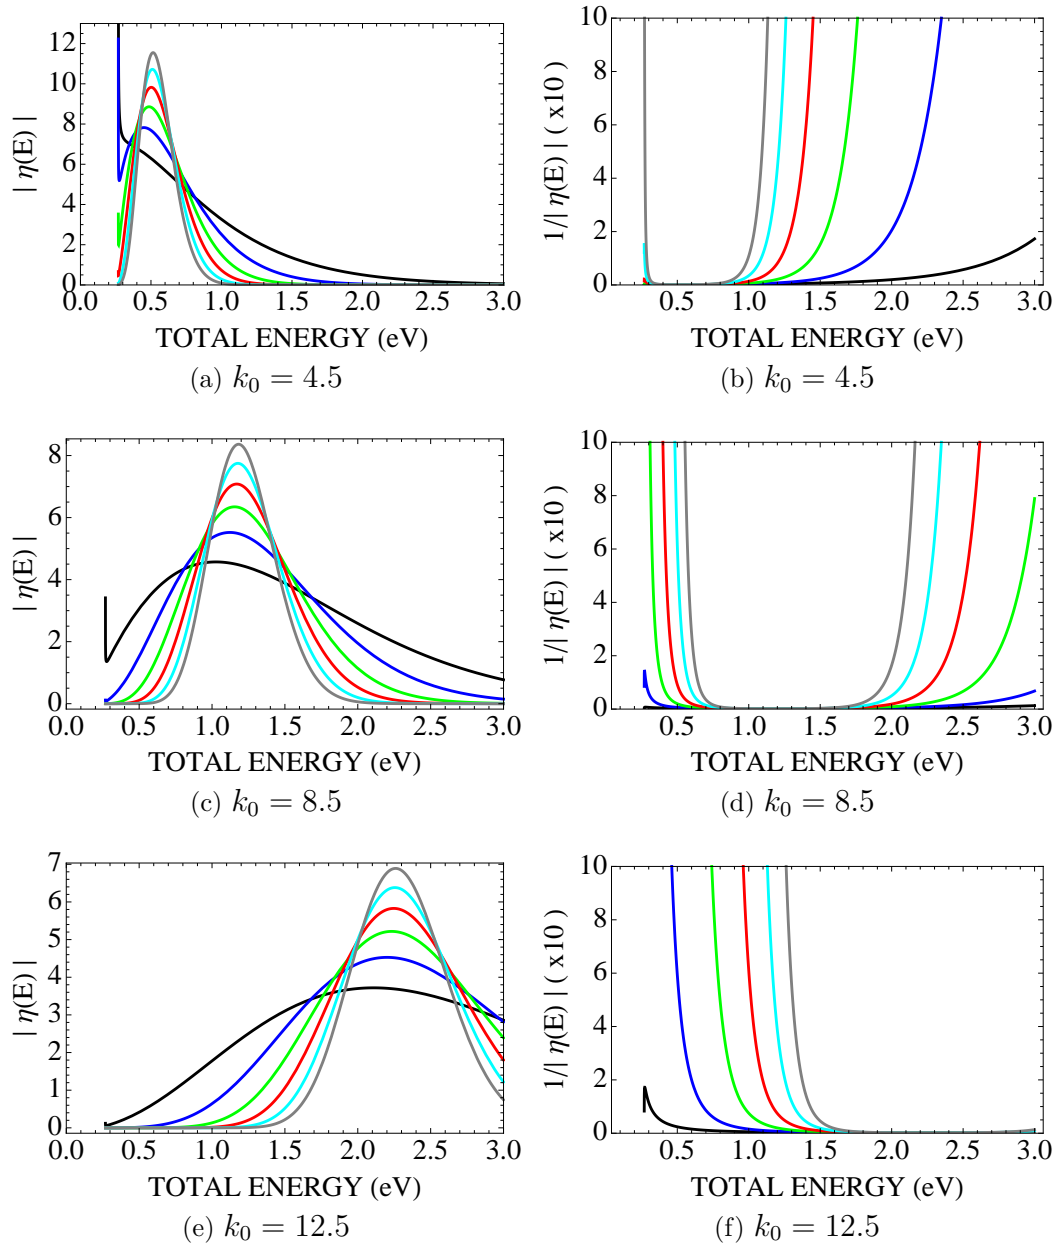 12
10
8
6
4
2
0
| η(E) |
0.0 0.5 1.0 1.5 2.0 2.5 3.0
TOTAL ENERGY (eV)
(a) k₀ = 4.5
10
8
6
4
2
0
1/| η(E) | ( x10 )
0.5 1.0 1.5 2.0 2.5 3.0
TOTAL ENERGY (eV)
(b) k₀ = 4.5
8
6
4
2
0
| η(E) |
0.0 0.5 1.0 1.5 2.0 2.5 3.0
TOTAL ENERGY (eV)
(c) k₀ = 8.5
10
8
6
4
2
0
1/| η(E) | ( x10 )
0.5 1.0 1.5 2.0 2.5 3.0
TOTAL ENERGY (eV)
(d) k₀ = 8.5
7
6
5
4
3
2
1
0
| η(E) |
0.0 0.5 1.0 1.5 2.0 2.5 3.0
TOTAL ENERGY (eV)
(e) k₀ = 12.5
10
8
6
4
2
0
1/| η(E) | ( x10 )
0.5 1.0 1.5 2.0 2.5 3.0
TOTAL ENERGY (eV)
(f) k₀ = 12.5